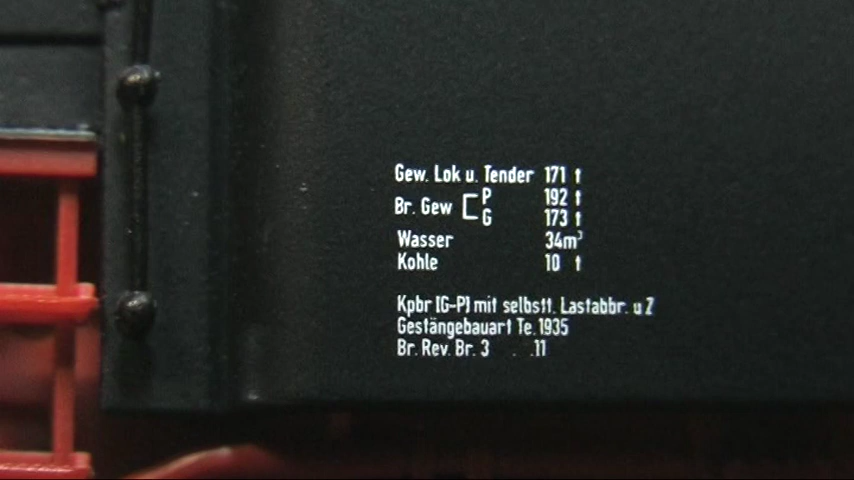 Gew. Lok u. Tender 171 t
Br. Gew P 192 t
G 173 t
Wasser 34m³
Kohle 10 t
Kpbr (G-P) mit selbstt. Lastabbr. u Z
Gestängebauart Te. 1935
Br. Rev. Br. 3 . .11